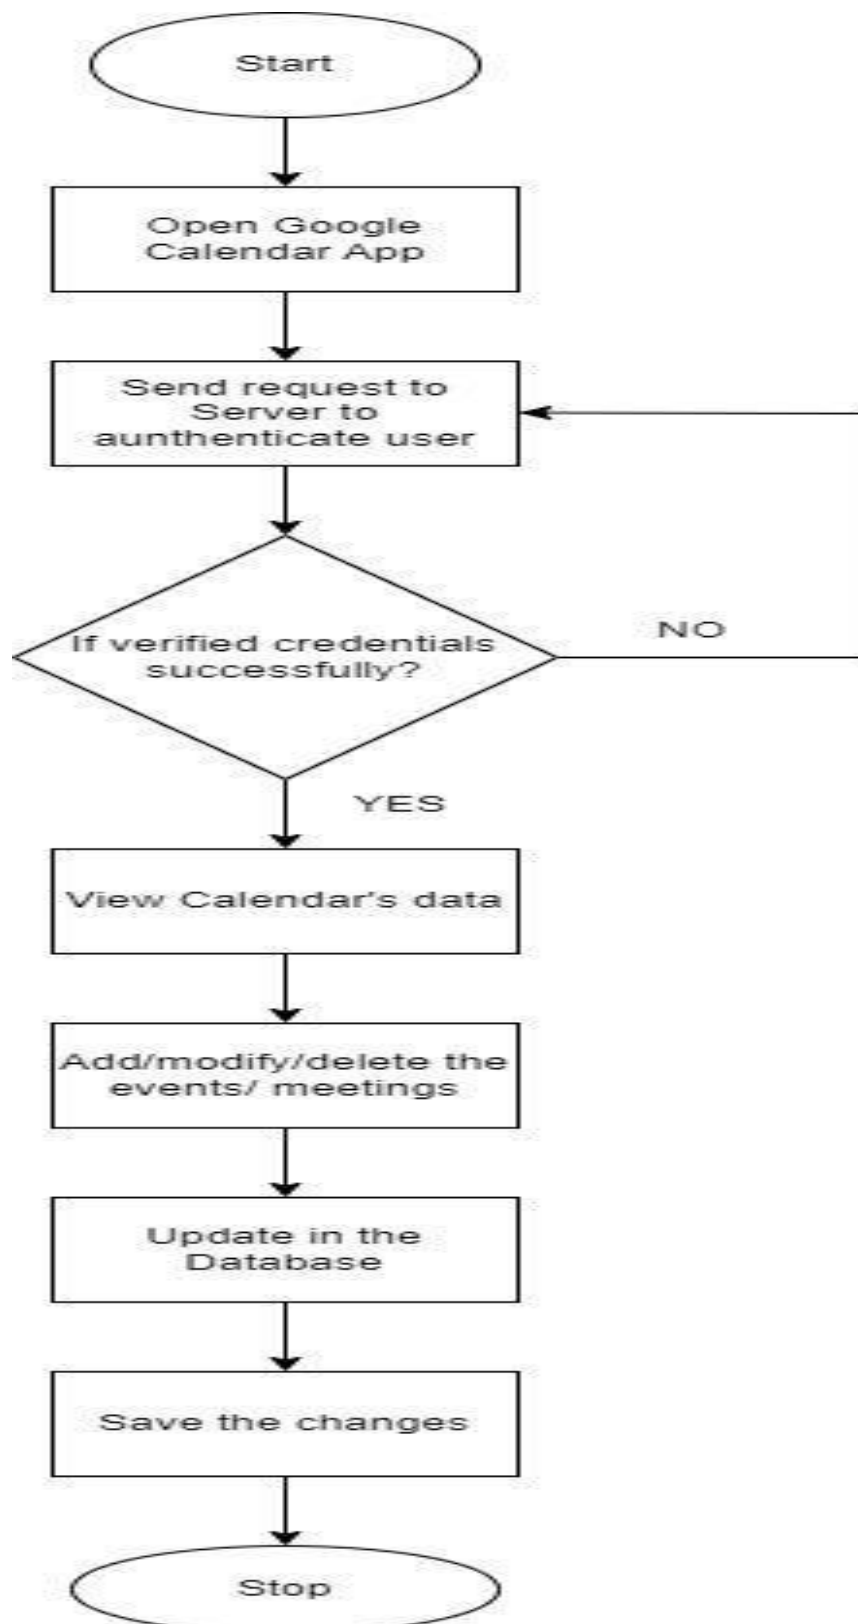 Start
Open Google
Calendar App
Send request to
Server to
aunthenticate user
If verified credentials
successfully?
NO
YES
View Calendar's data
Add/modify/delete the
events/ meetings
Update in the
Database
Save the changes
Stop